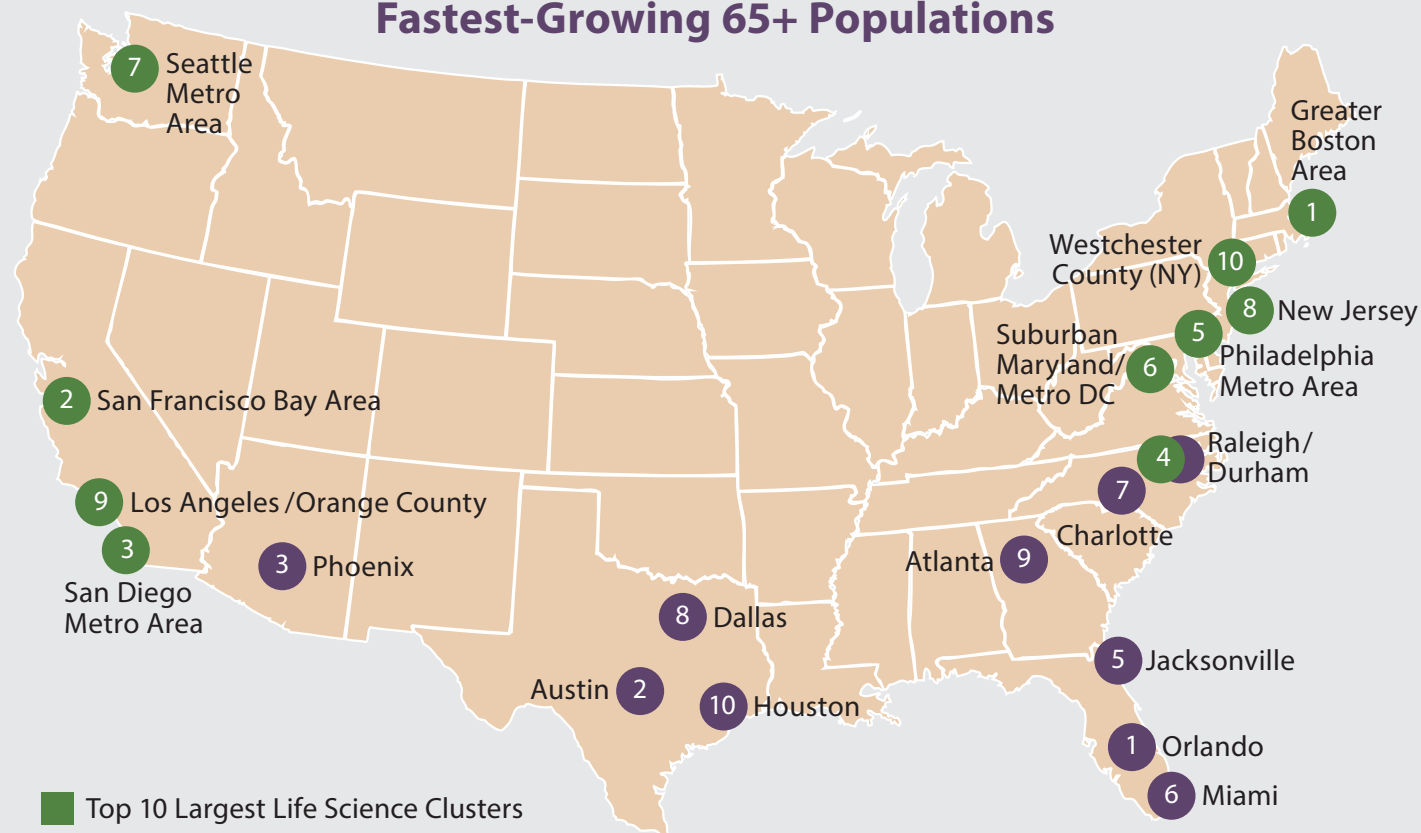 Fastest-Growing 65+ Populations
7
Seattle
Metro
Area
Greater
Boston
Area
1
Westchester
County (NY)
10
8
New Jersey
5
Philadelphia
Metro Area
Suburban
Maryland/
Metro DC
6
2
San Francisco Bay Area
4
Raleigh/
Durham
7
Charlotte
9
Los Angeles/Orange County
3
San Diego
Metro Area
3
Phoenix
Atlanta
9
8
Dallas
5
Jacksonville
Austin
2
10
Houston
1
Orlando
6
Miami
Top 10 Largest Life Science Clusters